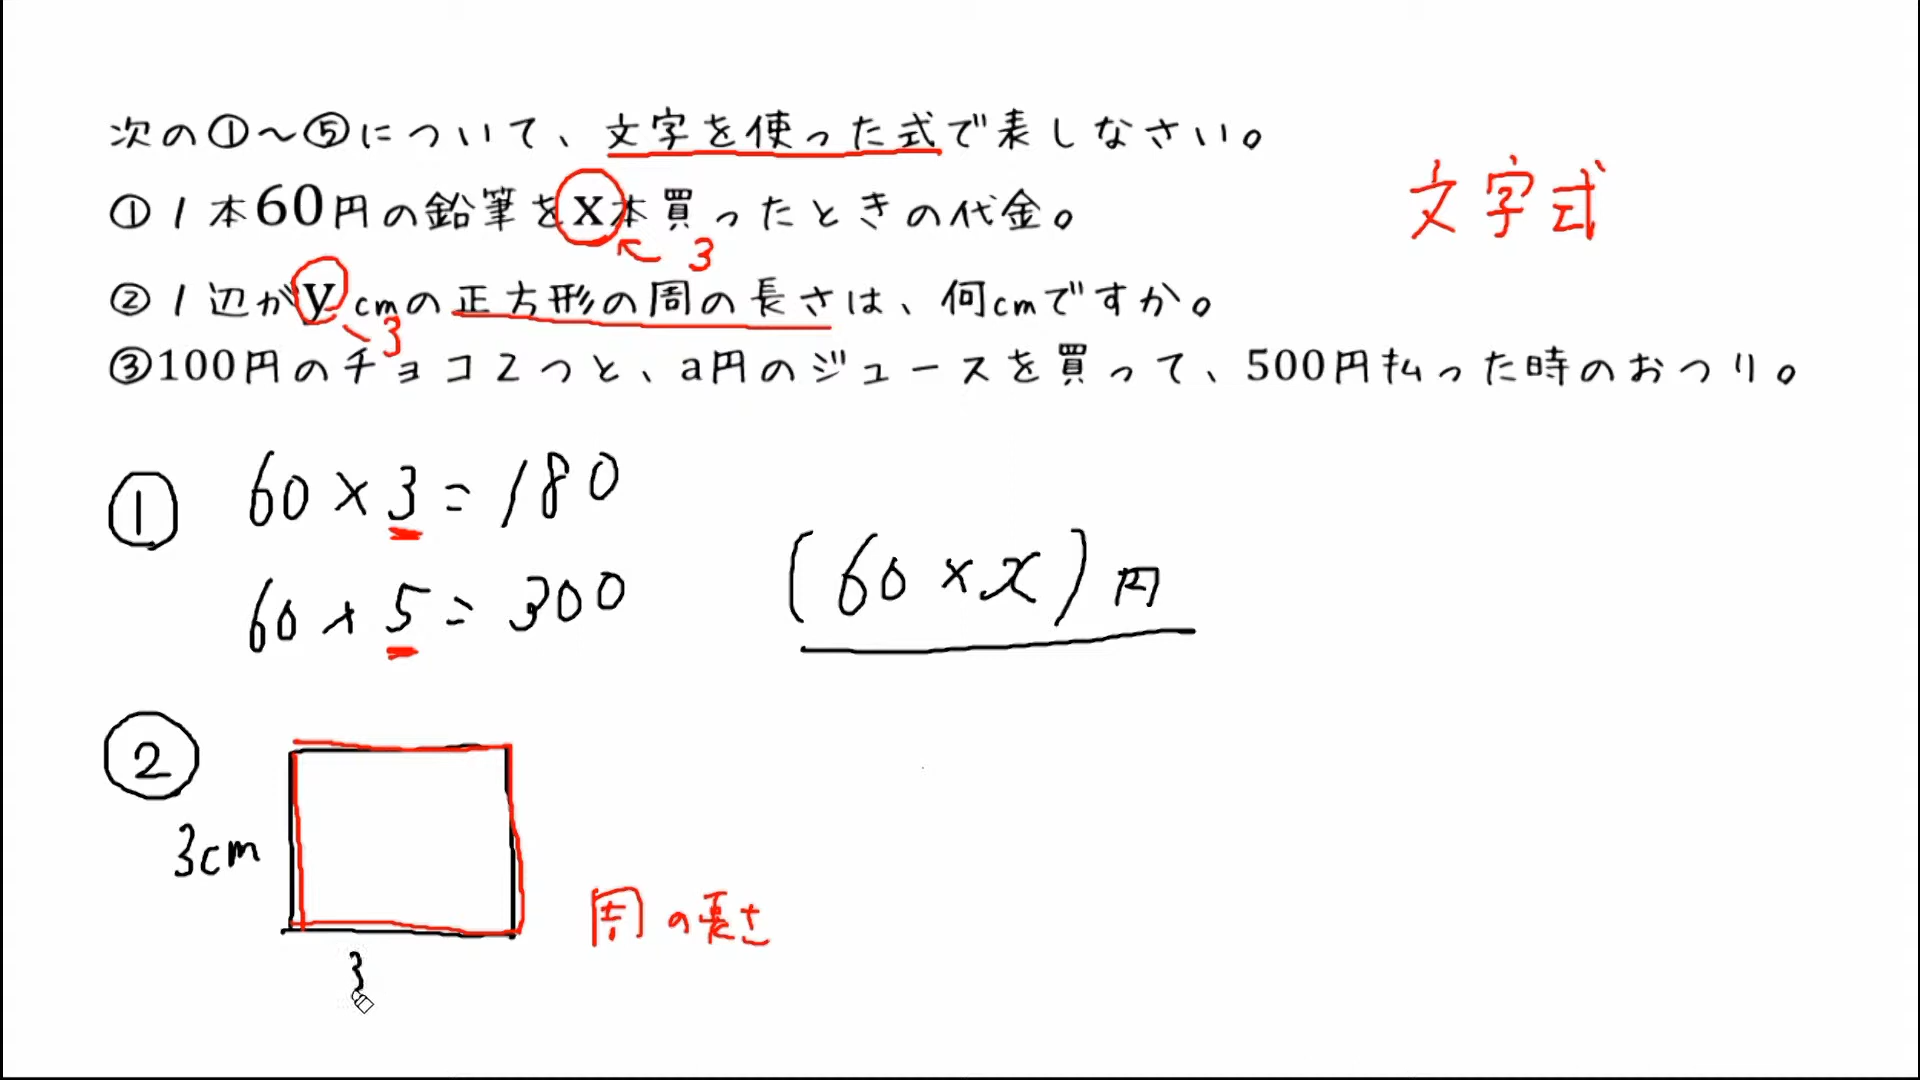 次の①～⑤について、文字を使った式で表しなさい。
①1本60円の鉛筆をx本買ったときの代金。
文字式
3
②1辺がy cmの正方形の周の長さは、何cmですか。
3
③100円のチョコ2つと、a円のジュースを買って、500円払った時のおつり。
① 60×3=180
60×5=300
(60×x)円
②
3cm
周の長さ
3